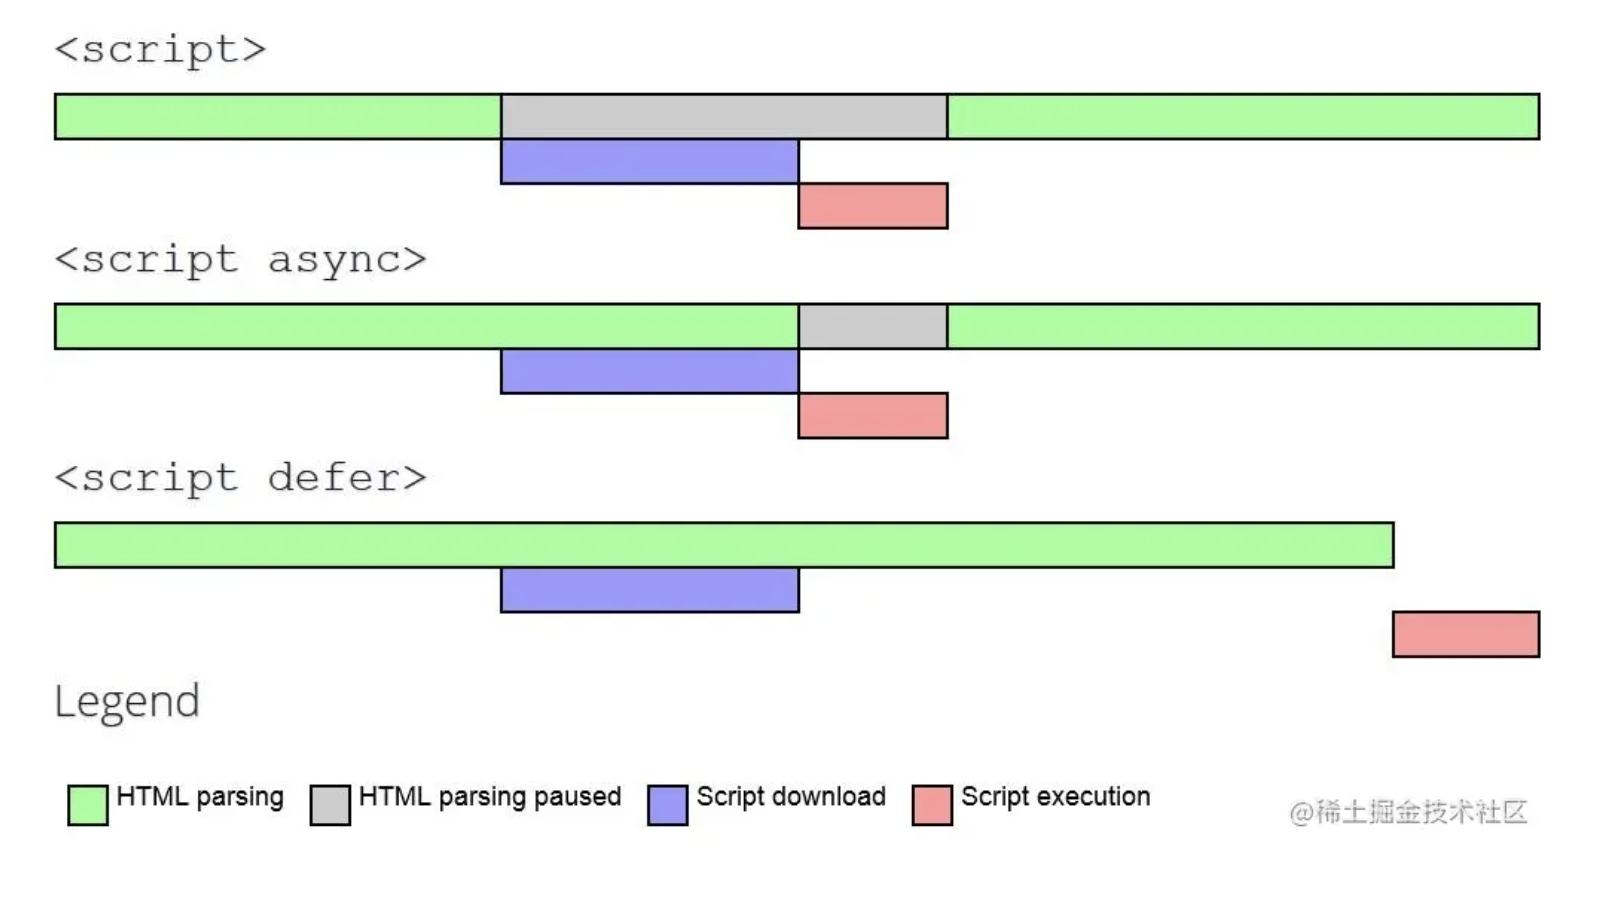 <script>
<script async>
<script defer>
Legend
HTML parsing HTML parsing paused Script download Script execution
@稀土掘金技术社区